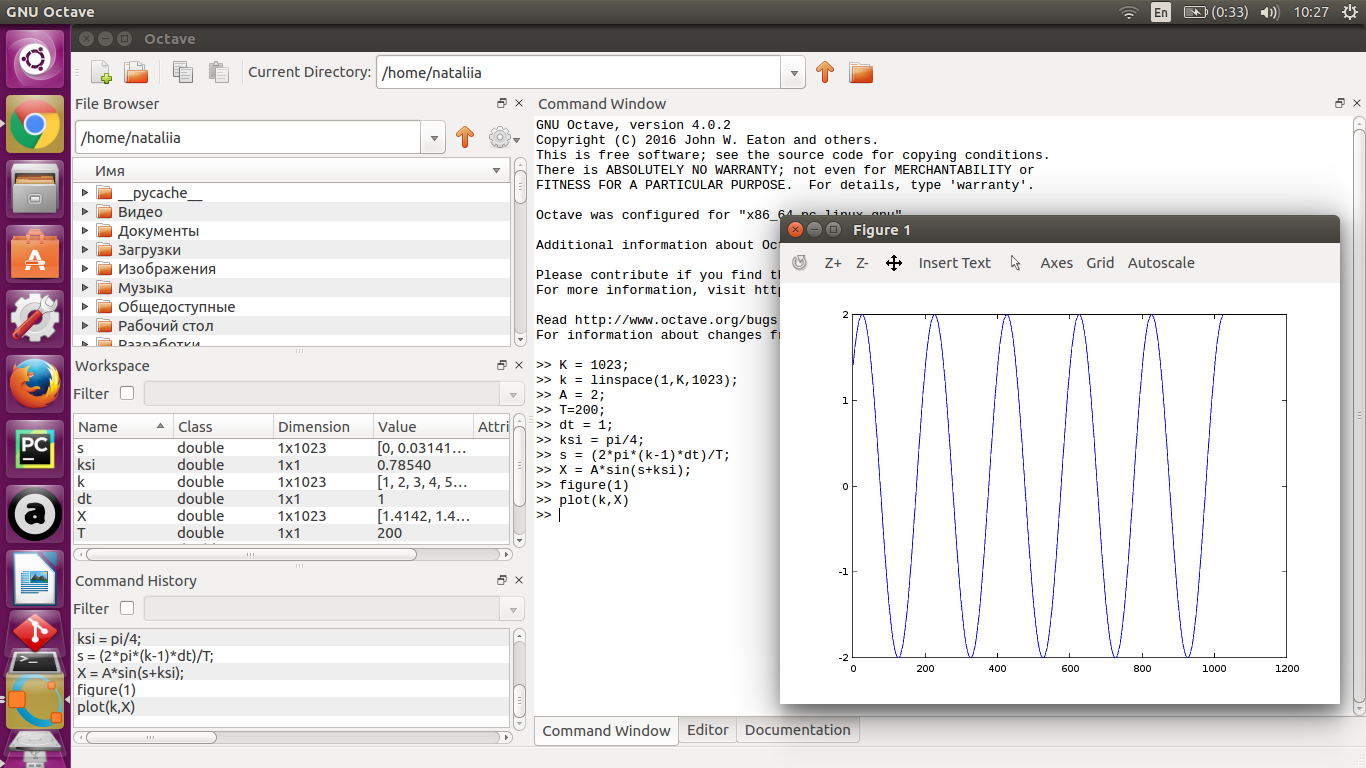 GNU Octave
En
(0:33)
10:27
Octave
Current Directory:
/home/nataliia
File Browser
/home/nataliia
Имя
__pycache__
Видео
Документы
Загрузки
Изображения
Музыка
Общедоступные
Рабочий стол
Разработки
Workspace
Filter
Name Class Dimension Value Attri
s double 1x1023 [0, 0.03141...
ksi double 1x1 0.78540
k double 1x1023 [1, 2, 3, 4, 5...
dt double 1x1 1
X double 1x1023 [1.4142, 1.4...
T double 1x1 200
Command History
Filter
ksi = pi/4;
s = (2*pi*(k-1)*dt)/T;
X = A*sin(s+ksi);
figure(1)
plot(k,X)
Command Window
GNU Octave, version 4.0.2
Copyright (C) 2016 John W. Eaton and others.
This is free software; see the source code for copying conditions.
There is ABSOLUTELY NO WARRANTY; not even for MERCHANTABILITY or
FITNESS FOR A PARTICULAR PURPOSE.  For details, type 'warranty'.
Octave was configured for "x86_64-pc-linux-gnu".
Additional information about Oct
Please contribute if you find th
For more information, visit http
Read http://www.octave.org/bugs
For information about changes fr
>> K = 1023;
>> k = linspace(1,K,1023);
>> A = 2;
>> T=200;
>> dt = 1;
>> ksi = pi/4;
>> s = (2*pi*(k-1)*dt)/T;
>> X = A*sin(s+ksi);
>> figure(1)
>> plot(k,X)
>>
Figure 1
Z+ Z- Insert Text Axes Grid Autoscale
2
1
0
-1
-2
0 200 400 600 800 1000 1200
Command Window Editor Documentation
PC
a